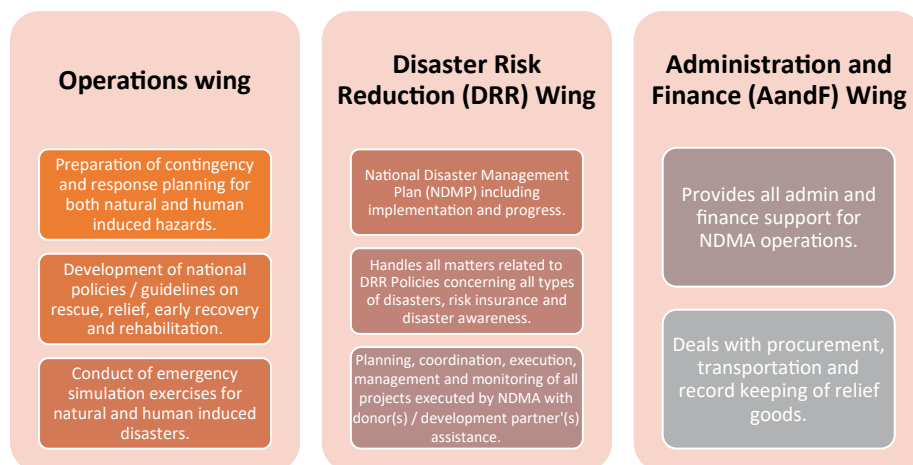 Operations wing
Preparation of contingency
and response planning for
both natural and human
induced hazards.
Development of national
policies / guidelines on
rescue, relief, early recovery
and rehabilitation.
Conduct of emergency
simulation exercises for
natural and human induced
disasters.
Disaster Risk
Reduction (DRR) Wing
National Disaster Management
Plan (NDMP) including
implementation and progress.
Handles all matters related to
DRR Policies concerning all types
of disasters, risk insurance and
disaster awareness.
Planning, coordination, execution,
management and monitoring of all
projects executed by NDMA with
donor(s) / development partner'(s)
assistance.
Administration and
Finance (AandF) Wing
Provides all admin and
finance support for
NDMA operations.
Deals with procurement,
transportation and
record keeping of relief
goods.